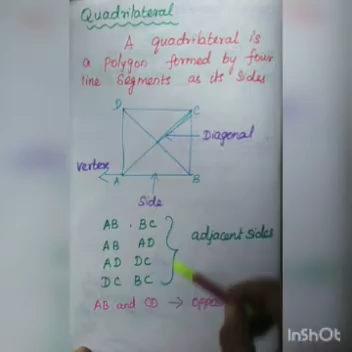 Quadrilateral
A quadrilateral is
a polygon formed by four
line segments as its sides
D C
Diagonal
vertex
A B
Side
AB , BC
AB AD
AD DC
DC BC
adjacent sides
AB and CD →
InShOt